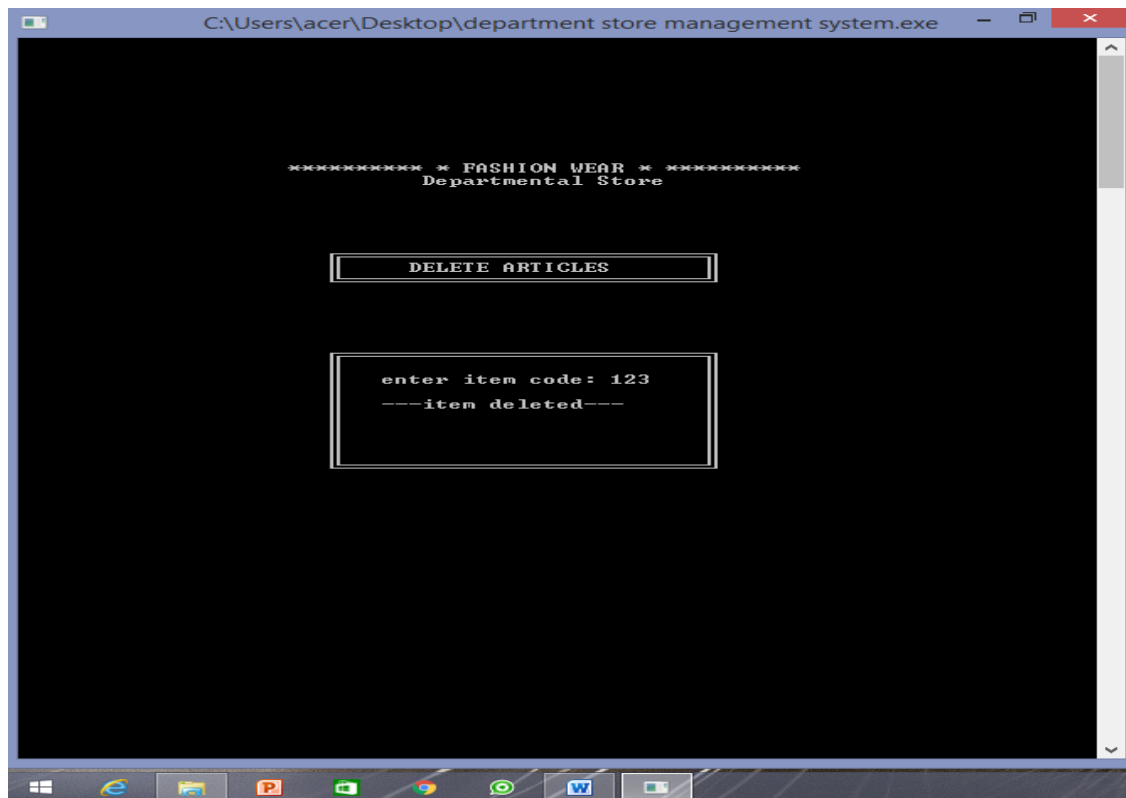 C:\Users\acer\Desktop\department store management system.exe
********** * FASHION WEAR * **********
Departmental Store
DELETE ARTICLES
enter item code: 123
---item deleted---